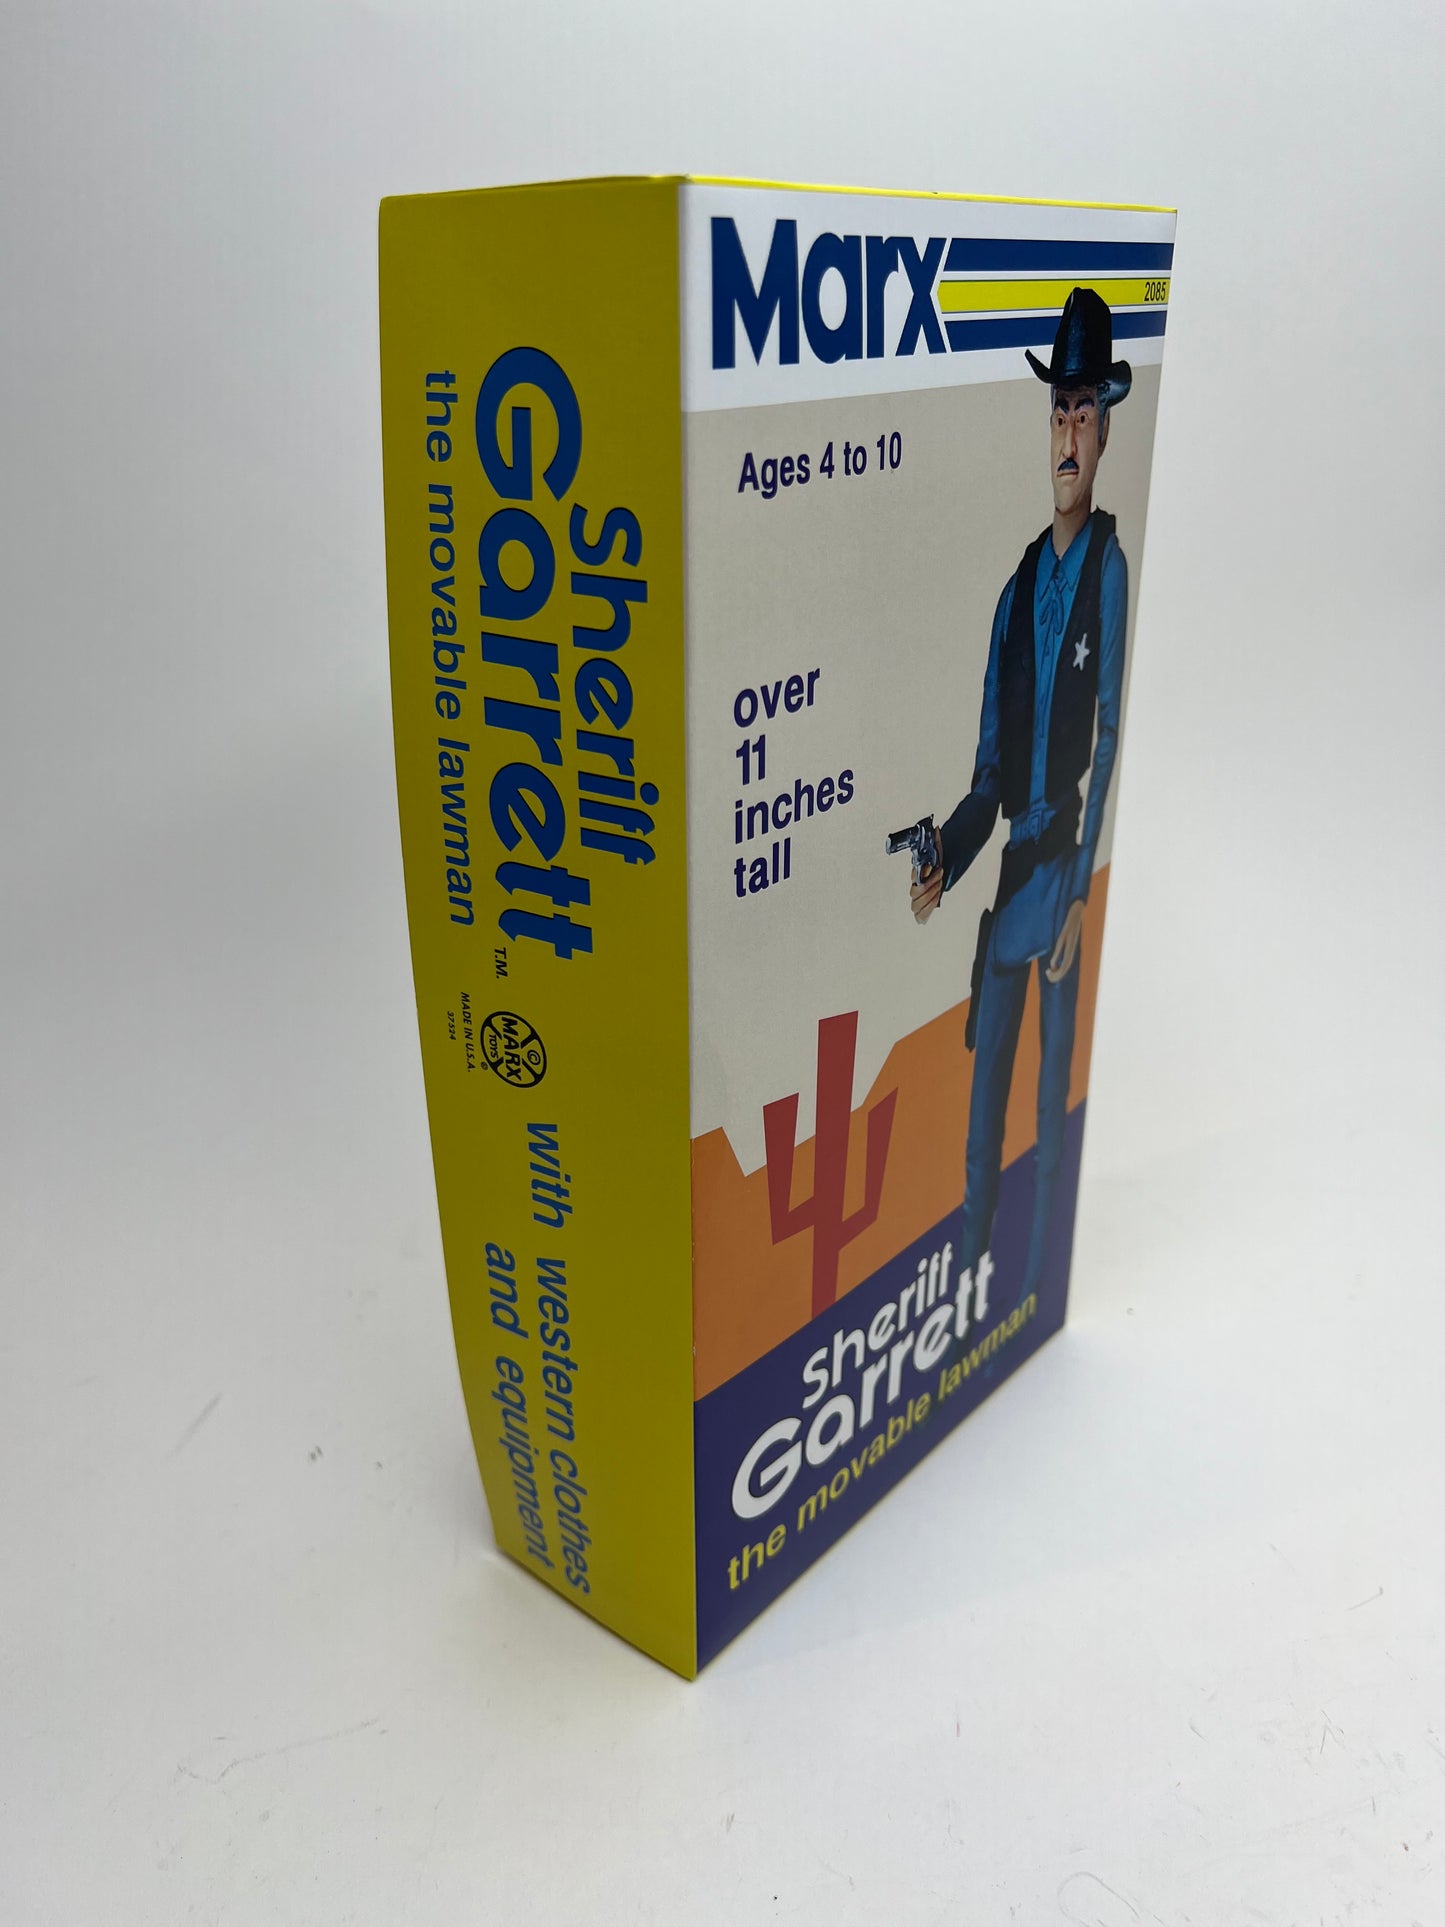 Marx
2085
Ages 4 to 10
over
11
inches
tall
sheriff
Garrett
the movable lawman
sheriff
Garrett T.M.
the movable lawman
© MARX TOYS ®
MADE IN U.S.A.
37524
with western clothes
and equipment